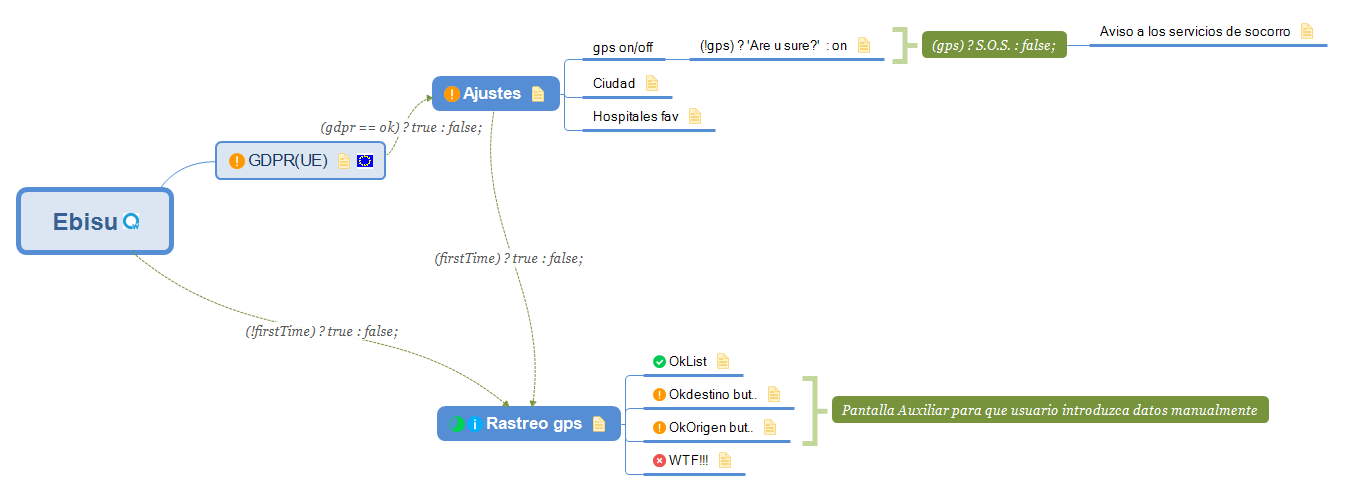 gps on/off
(!gps) ? 'Are u sure?' : on
(gps) ? S.O.S. : false;
Aviso a los servicios de socorro
Ajustes
Ciudad
Hospitales fav
(gdpr == ok) ? true : false;
GDPR(UE)
Ebisu
(firstTime) ? true : false;
(!firstTime) ? true : false;
Rastreo gps
OkList
Okdestino but..
OkOrigen but..
WTF!!!
Pantalla Auxiliar para que usuario introduzca datos manualmente